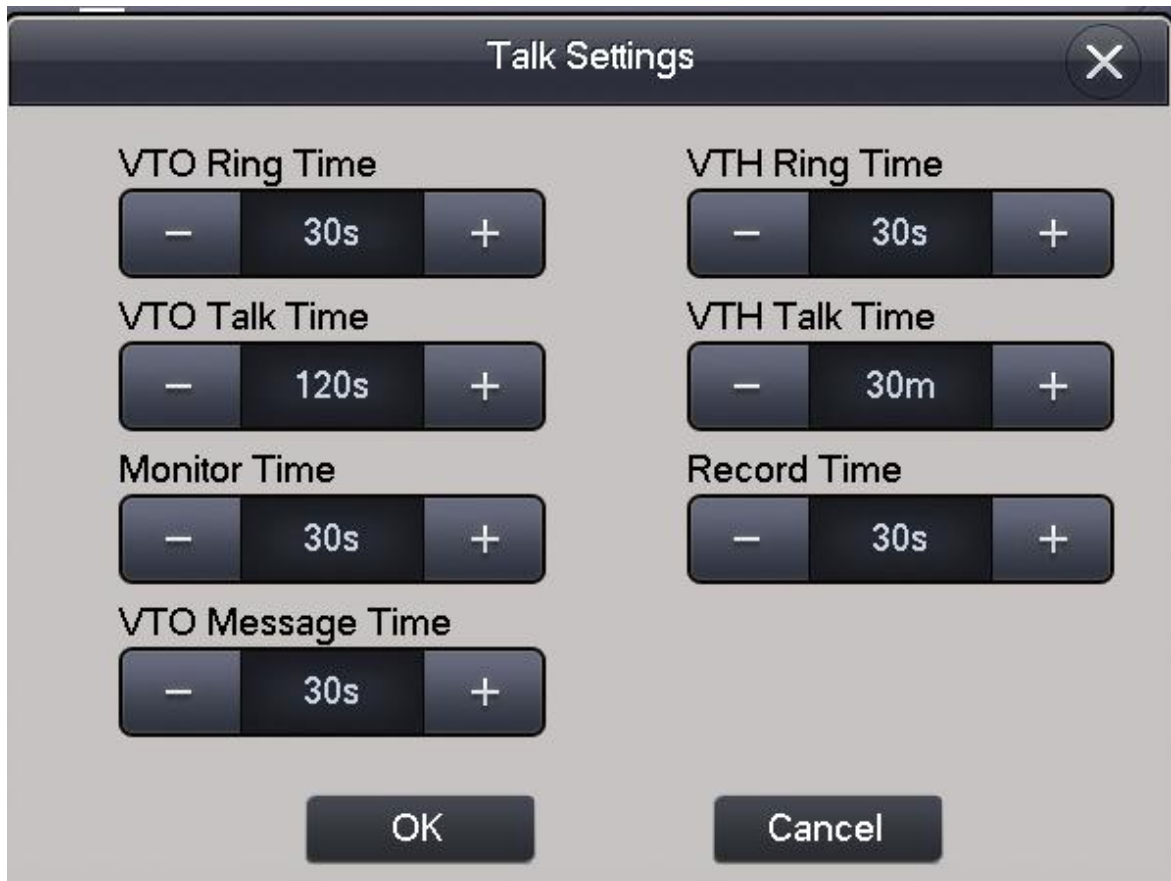 Talk Settings
VTO Ring Time
VTH Ring Time
− 30s +
− 30s +
VTO Talk Time
VTH Talk Time
− 120s +
− 30m +
Monitor Time
Record Time
− 30s +
− 30s +
VTO Message Time
− 30s +
OK
Cancel